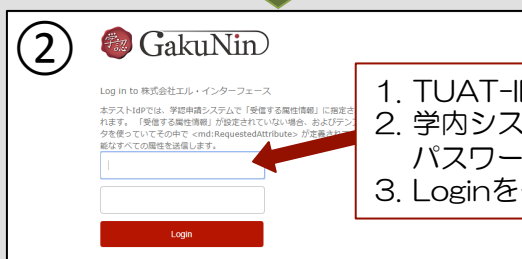 ②
学認 GakuNin
Log in to 株式会社エル・インターフェース
本テストIdPでは、学認申請システムで「受信する属性情報」に指定さ
れます。「受信する属性情報」が設定されていない場合、およびテン
タを使っていてその中で <md:RequestedAttribute> が定義され
能なすべての属性を送信します。
Login
1. TUAT-I
2. 学内シス
パスワー
3. Loginを